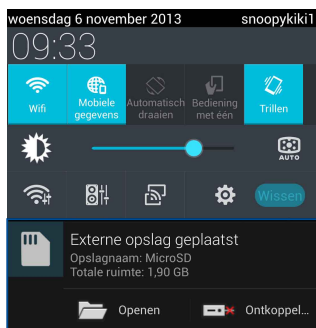 woensdag 6 november 2013 snoopykiki1
09:33
Wifi
Mobiele gegevens
Automatisch draaien
Bediening met één
Trillen
AUTO
Wissen
Externe opslag geplaatst
Opslagnaam: MicroSD
Totale ruimte: 1,90 GB
Openen
Ontkoppel...